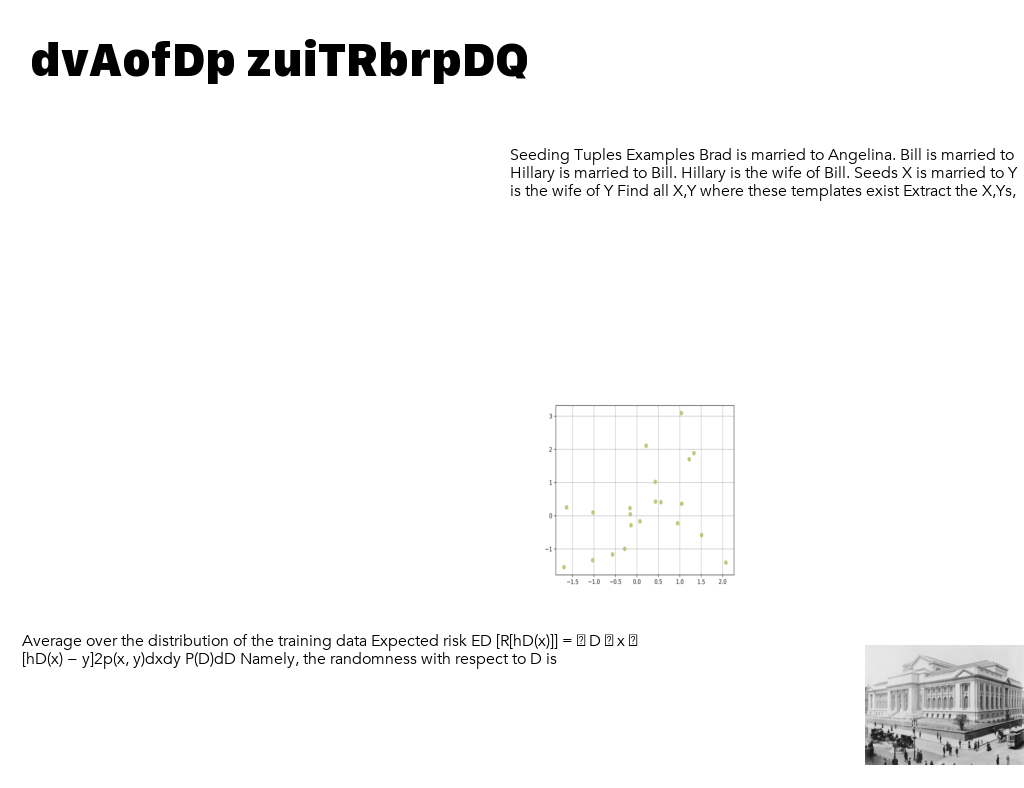 dvAofDp zuiTRbrpDQ
Seeding Tuples Examples Brad is married to Angelina. Bill is married to
Hillary is married to Bill. Hillary is the wife of Bill. Seeds X is married to Y
is the wife of Y Find all X,Y where these templates exist Extract the X,Ys,
3
2
1
0
−1
−1.5 −1.0 −0.5 0.0 0.5 1.0 1.5 2.0
Average over the distribution of the training data Expected risk ED [R[hD(x)]] = D x
[hD(x) − y]2p(x, y)dxdy P(D)dD Namely, the randomness with respect to D is